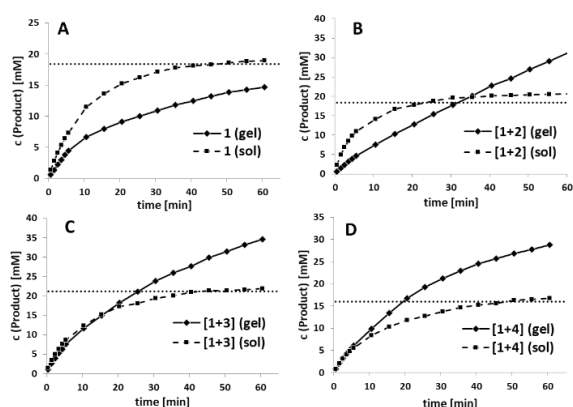 A
c (Product) [mM]
25
20
15
10
5
0
1 (gel)
1 (sol)
0 10 20 30 40 50 60
time [min]
B
c (Product) [mM]
40
35
30
25
20
15
10
5
0
[1+2] (gel)
[1+2] (sol)
0 10 20 30 40 50 60
time [min]
C
c (Product) [mM]
40
35
30
25
20
15
10
5
0
[1+3] (gel)
[1+3] (sol)
0 10 20 30 40 50 60
time [min]
D
c (Product) [mM]
35
30
25
20
15
10
5
0
[1+4] (gel)
[1+4] (sol)
0 10 20 30 40 50 60
time [min]